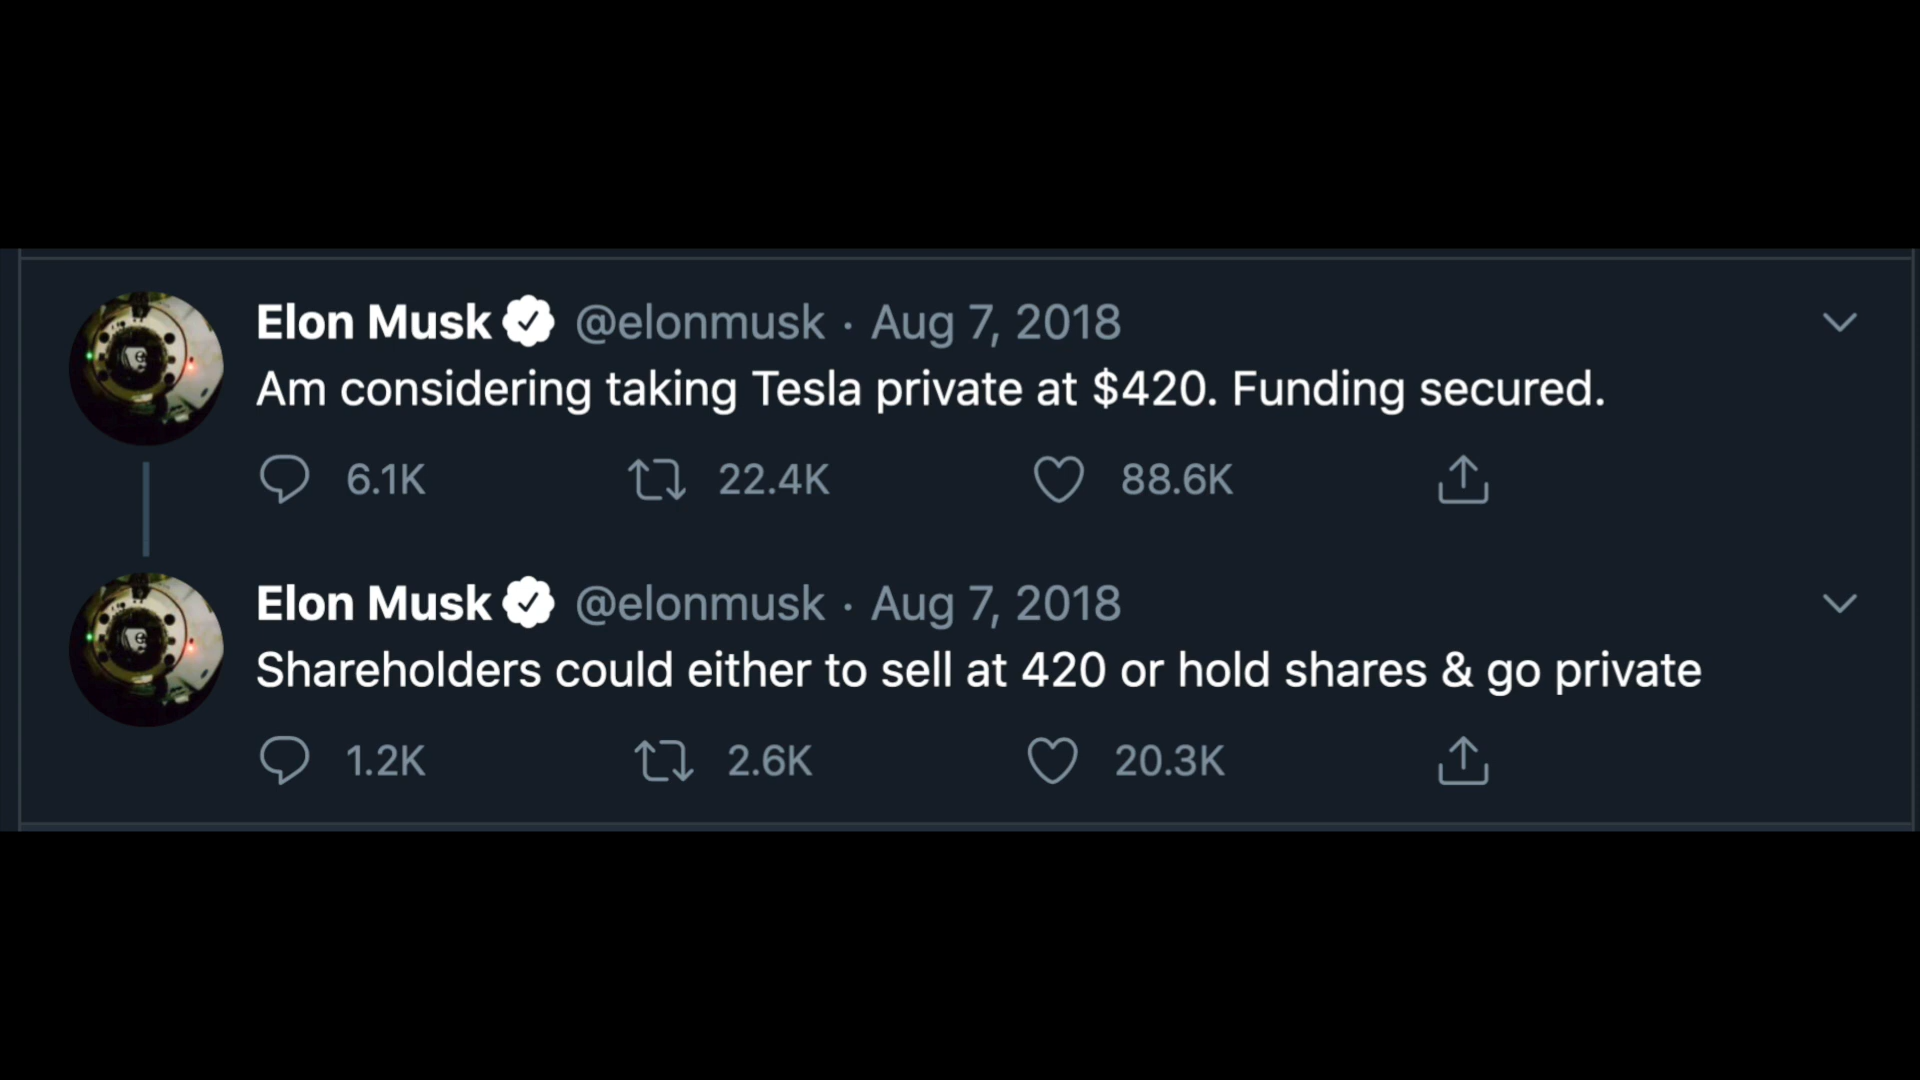 Elon Musk @elonmusk · Aug 7, 2018
Am considering taking Tesla private at $420. Funding secured.
6.1K 22.4K 88.6K
Elon Musk @elonmusk · Aug 7, 2018
Shareholders could either to sell at 420 or hold shares & go private
1.2K 2.6K 20.3K